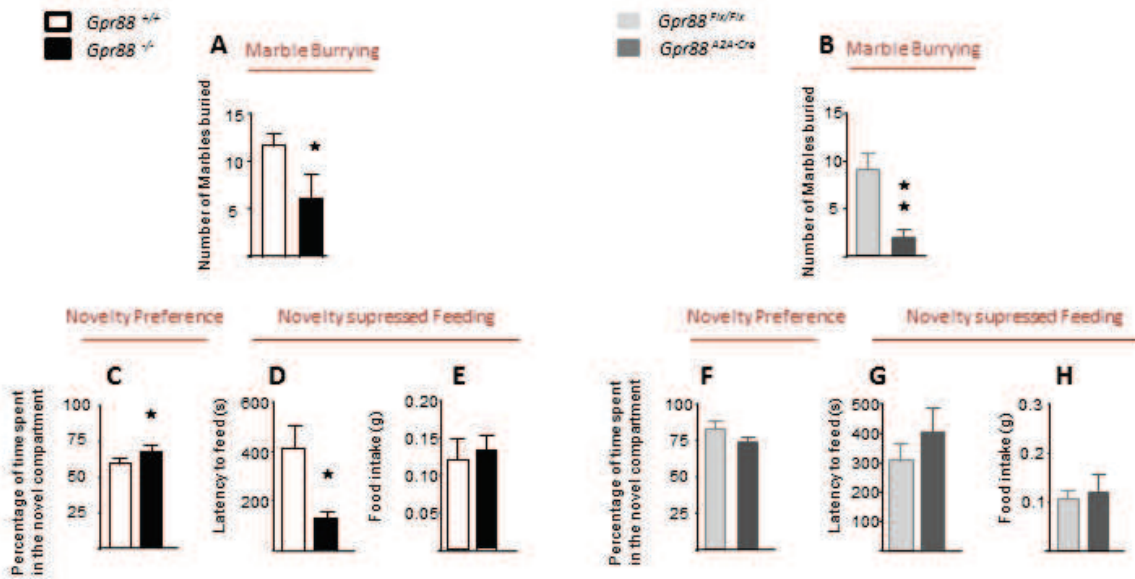 Gpr88 +/+
Gpr88 -/-
A
Marble Burrying
Number of Marbles buried
15
10
5
★
Gpr88 Flx/Flx
Gpr88 A2A-Cre
B
Marble Burrying
Number of Marbles buried
15
10
5
★
★
Novelty Preference
Novelty supressed Feeding
C
Percentage of time spent
in the novel compartment
100
75
50
25
★
D
Latency to feed (s)
600
400
200
★
E
Food intake (g)
0.20
0.15
0.10
0.05
Novelty Preference
Novelty supressed Feeding
F
Percentage of time spent
in the novel compartment
100
75
50
25
G
Latency to feed (s)
500
400
300
200
100
H
Food intake (g)
0.3
0.2
0.1